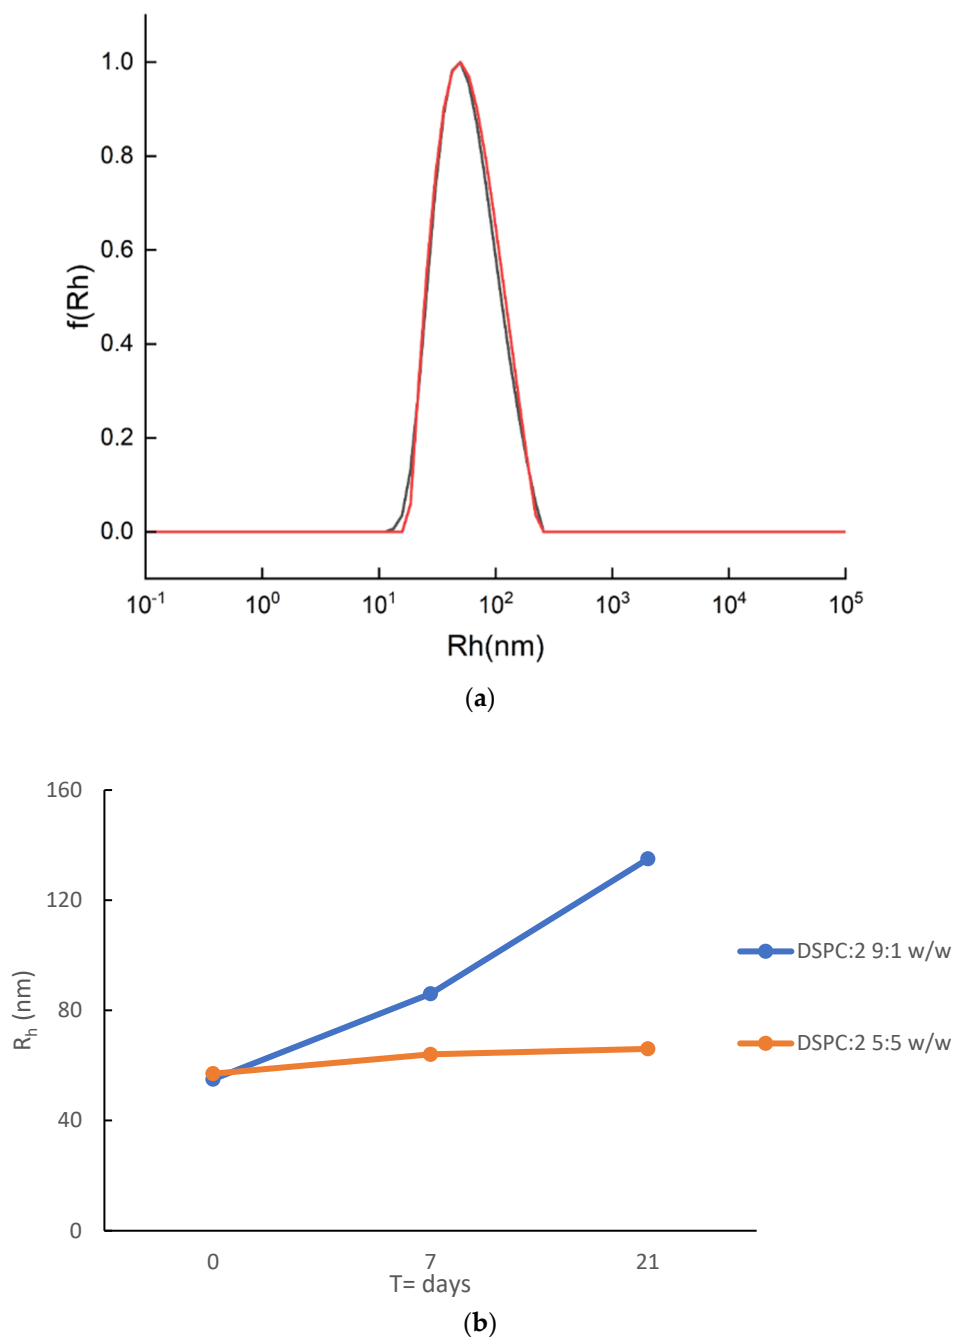 1.0
0.8
0.6
0.4
0.2
0.0
f(Rh)
10⁻¹ 10⁰ 10¹ 10² 10³ 10⁴ 10⁵
Rh(nm)
(a)
160
120
80
40
0
Rₕ (nm)
0 7 21
T= days
DSPC:2 9:1 w/w
DSPC:2 5:5 w/w
(b)